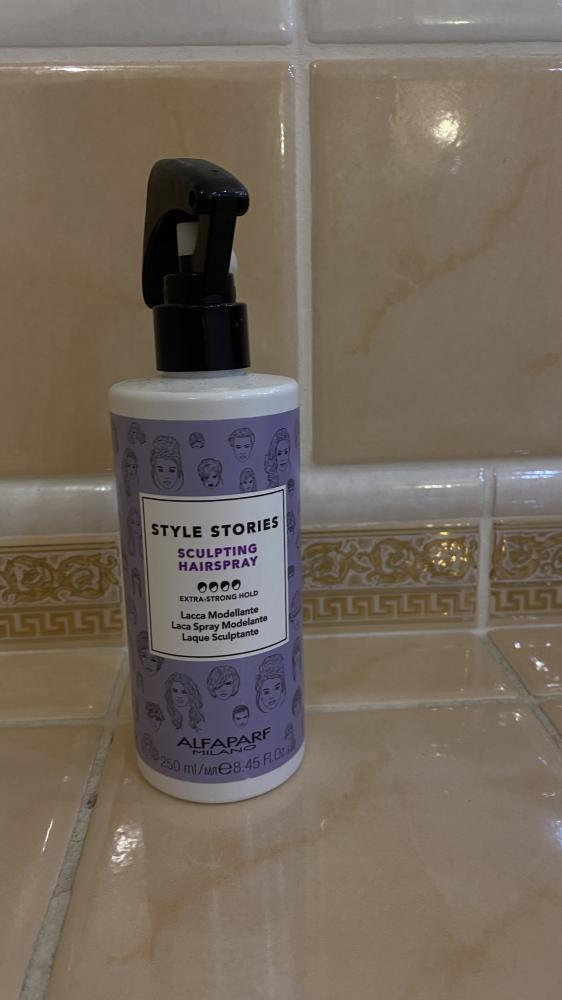 STYLE STORIES
SCULPTING
HAIRSPRAY
EXTRA-STRONG HOLD
Lacca Modellante
Laca Spray Modelante
Laque Sculptante
ALFAPARF
MILANO
250 ml/мл ℮ 8.45 Fl.Oz